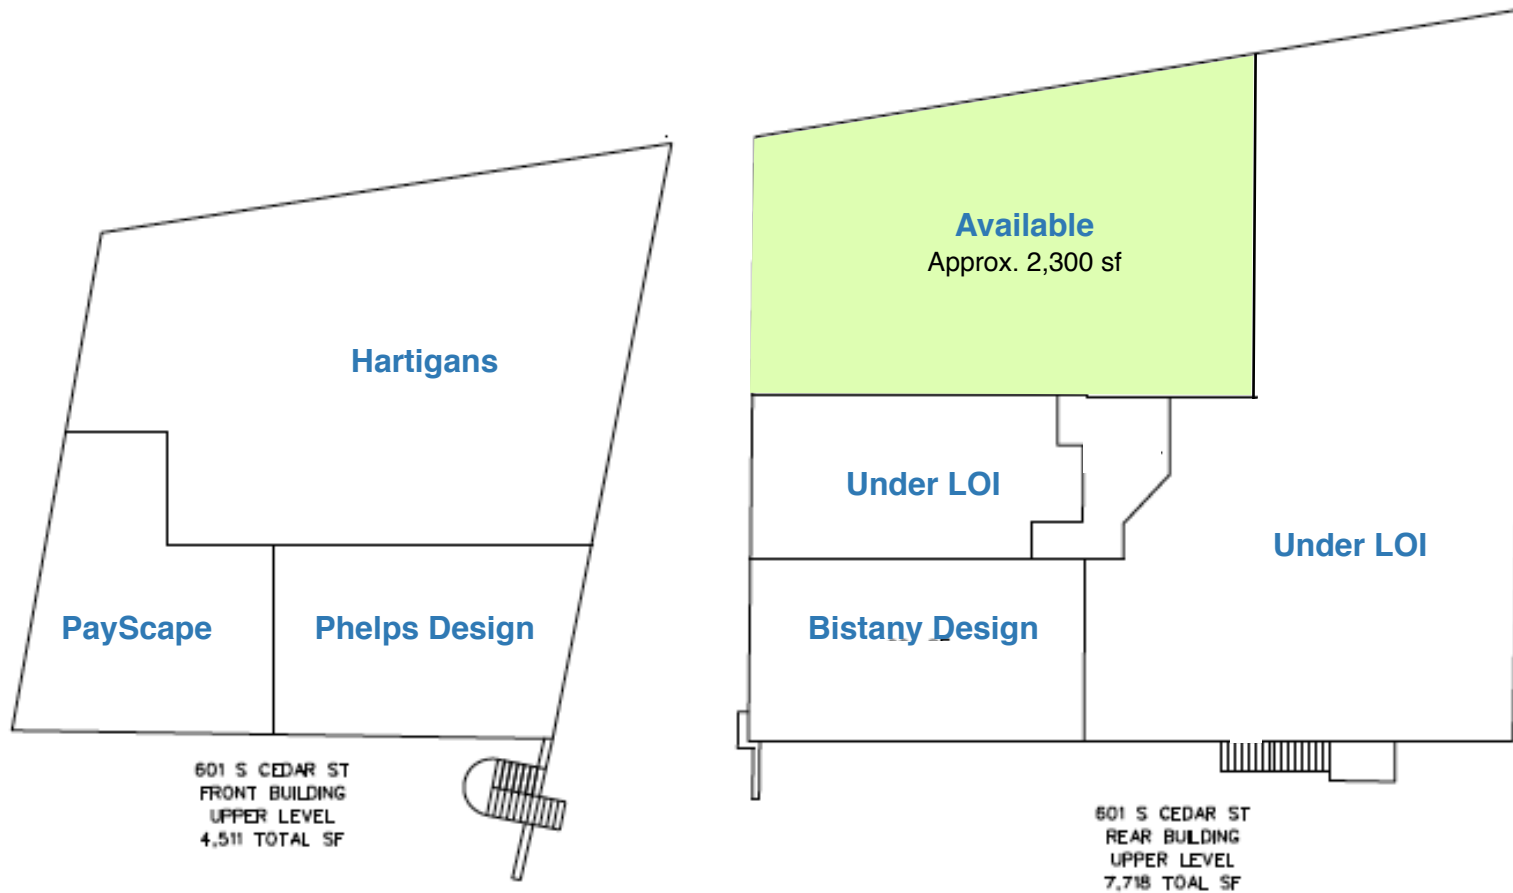 Available
Approx. 2,300 sf
Hartigans
Under LOI
Under LOI
PayScape
Phelps Design
Bistany Design
601 S CEDAR ST
FRONT BUILDING
UPPER LEVEL
4,511 TOTAL SF
601 S CEDAR ST
REAR BUILDING
UPPER LEVEL
7,718 TOAL SF